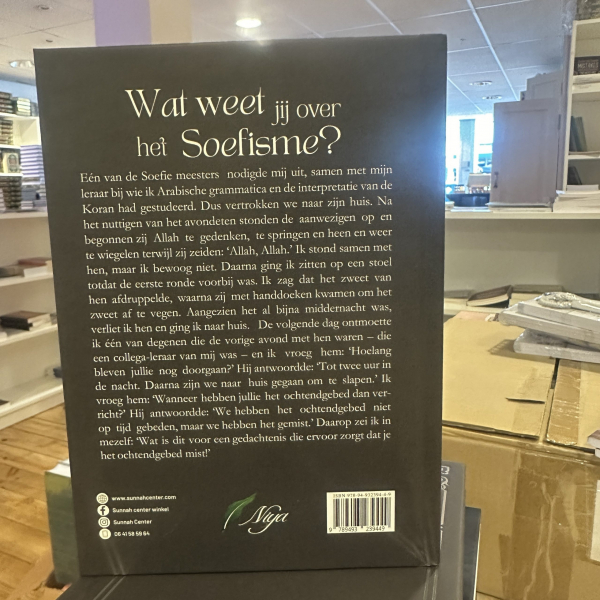 Wat weet jij over
het Soefisme?
Eén van de Soefie meesters nodigde mij uit, samen met mijn
leraar bij wie ik Arabische grammatica en de interpretatie van de
Koran had gestudeerd. Dus vertrokken we naar zijn huis. Na
het nuttigen van het avondeten stonden de aanwezigen op en
begonnen zij Allah te gedenken, te springen en heen en weer
te wiegelen terwijl zij zeiden: ‘Allah, Allah.’ Ik stond samen met
hen, maar ik bewoog niet. Daarna ging ik zitten op een stoel
totdat de eerste ronde voorbij was. Ik zag dat het zweet van
hen afdruppelde, waarna zij met handdoeken kwamen om het
zweet af te vegen. Aangezien het al bijna middernacht was,
verliet ik hen en ging ik naar huis. De volgende dag ontmoette
ik één van degenen die de vorige avond met hen waren – die
een collega-leraar van mij was – en ik vroeg hem: ‘Hoelang
bleven jullie nog doorgaan?’ Hij antwoordde: ‘Tot twee uur in
de nacht. Daarna zijn we naar huis gegaan om te slapen.’ Ik
vroeg hem: ‘Wanneer hebben jullie het ochtendgebed dan ver-
richt?’ Hij antwoordde: ‘We hebben het ochtendgebed niet
op tijd gebeden, maar we hebben het gemist.’ Daarop zei ik in
mezelf: ‘Wat is dit voor een gedachtenis die ervoor zorgt dat je
het ochtendgebed mist!’
www.sunnahcenter.com
Sunnah center winkel
Sunnah Center
06 41 58 59 64
Niya
9 789493 239449